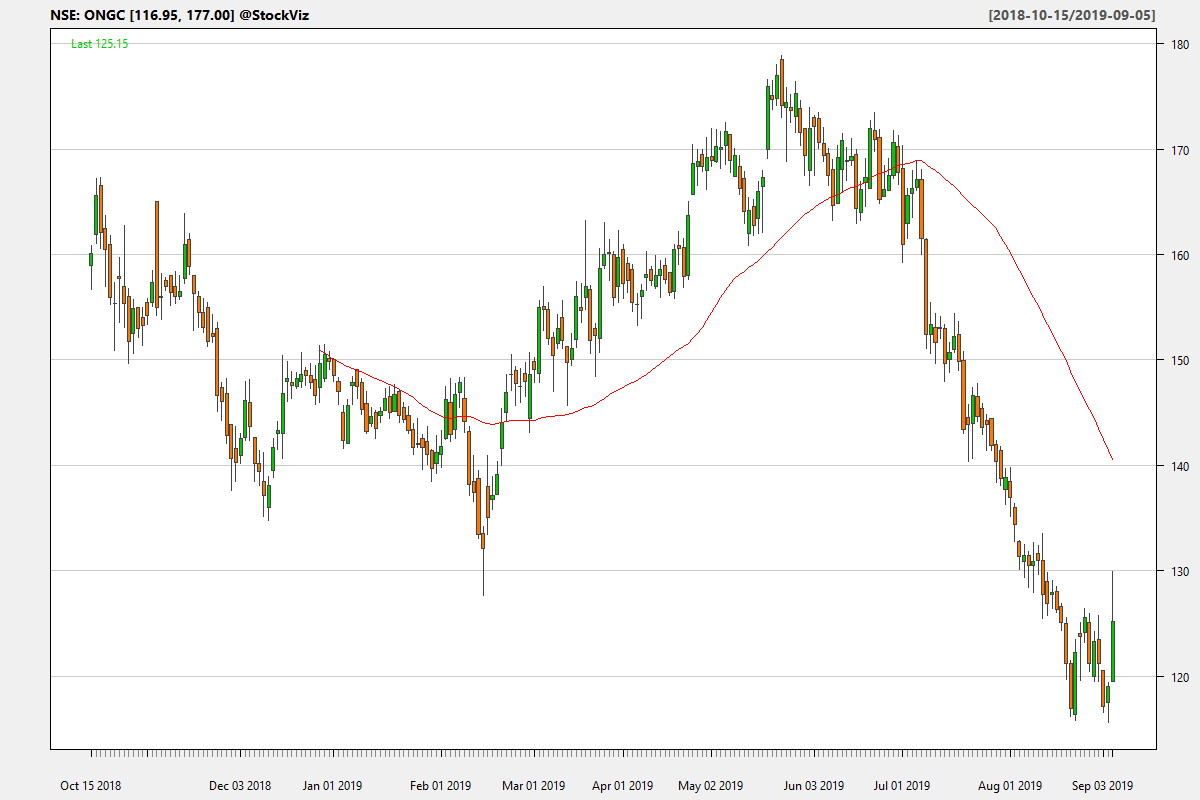 NSE: ONGC [116.95, 177.00] @StockViz [2018-10-15/2019-09-05]
Last 125.15
180
170
160
150
140
130
120
Oct 15 2018 Dec 03 2018 Jan 01 2019 Feb 01 2019 Mar 01 2019 Apr 01 2019 May 02 2019 Jun 03 2019 Jul 01 2019 Aug 01 2019 Sep 03 2019